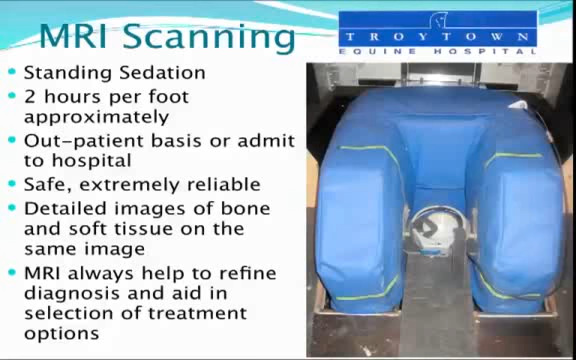 MRI Scanning
TROYTOWN
EQUINE HOSPITAL
• Standing Sedation
• 2 hours per foot
approximately
• Out-patient basis or admit
to hospital
• Safe, extremely reliable
• Detailed images of bone
and soft tissue on the
same image
• MRI always help to refine
diagnosis and aid in
selection of treatment
options